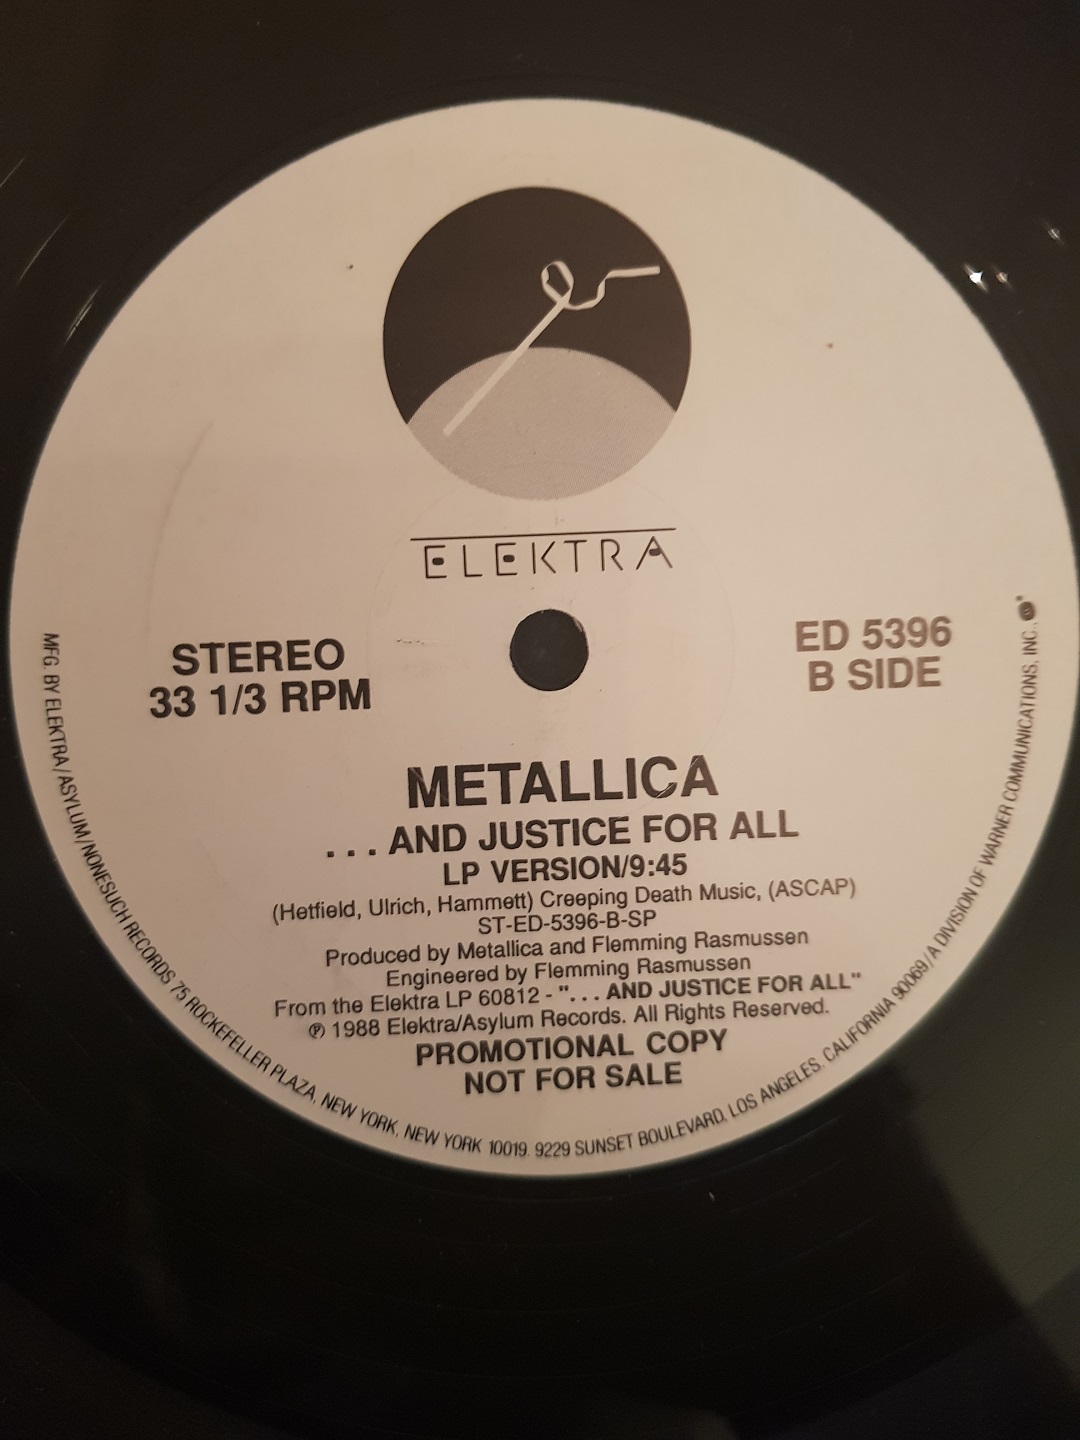 ELEKTRA
STEREO
33 1/3 RPM
ED 5396
B SIDE
METALLICA
. . . AND JUSTICE FOR ALL
LP VERSION/9:45
(Hetfield, Ulrich, Hammett) Creeping Death Music, (ASCAP)
ST-ED-5396-B-SP
Produced by Metallica and Flemming Rasmussen
Engineered by Flemming Rasmussen
From the Elektra LP 60812 - ". . . AND JUSTICE FOR ALL"
℗ 1988 Elektra/Asylum Records. All Rights Reserved.
PROMOTIONAL COPY
NOT FOR SALE
MFG. BY ELEKTRA/ASYLUM/NONESUCH RECORDS 75 ROCKEFELLER PLAZA, NEW YORK, NEW YORK 10019. 9229 SUNSET BOULEVARD, LOS ANGELES, CALIFORNIA 90069/A DIVISION OF WARNER COMMUNICATIONS, INC.,